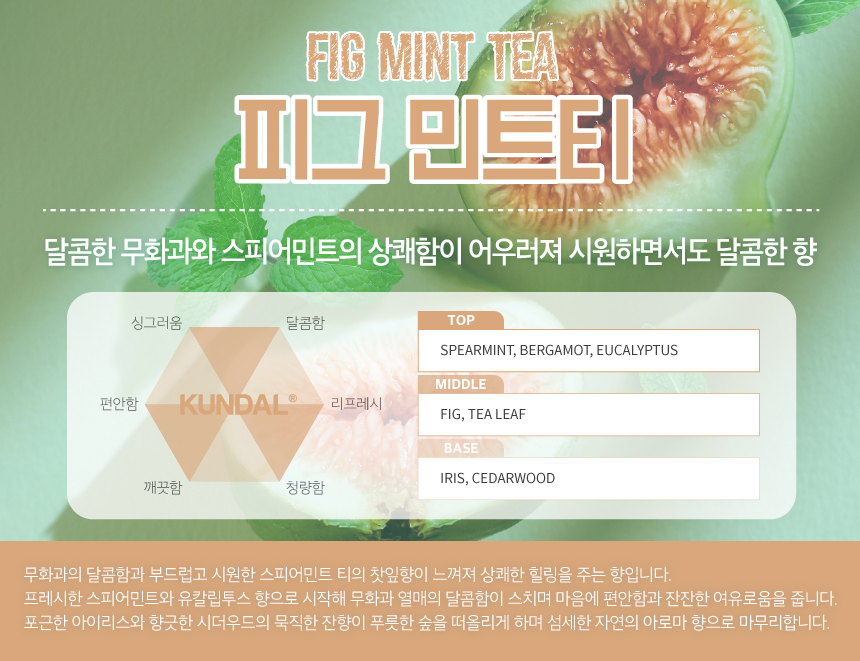 FIG MINT TEA
피그 민트티
달콤한 무화과와 스피어민트의 상쾌함이 어우러져 시원하면서도 달콤한 향
싱그러움
달콤함
편안함
KUNDAL®
리프레시
깨끗함
청량함
TOP
SPEARMINT, BERGAMOT, EUCALYPTUS
MIDDLE
FIG, TEA LEAF
BASE
IRIS, CEDARWOOD
무화과의 달콤함과 부드럽고 시원한 스피어민트 티의 찻잎향이 느껴져 상쾌한 힐링을 주는 향입니다.
프레시한 스피어민트와 유칼립투스 향으로 시작해 무화과 열매의 달콤함이 스치며 마음에 편안함과 잔잔한 여유로움을 줍니다.
포근한 아이리스와 향긋한 시더우드의 묵직한 잔향이 푸릇한 숲을 떠올리게 하며 섬세한 자연의 아로마 향으로 마무리합니다.